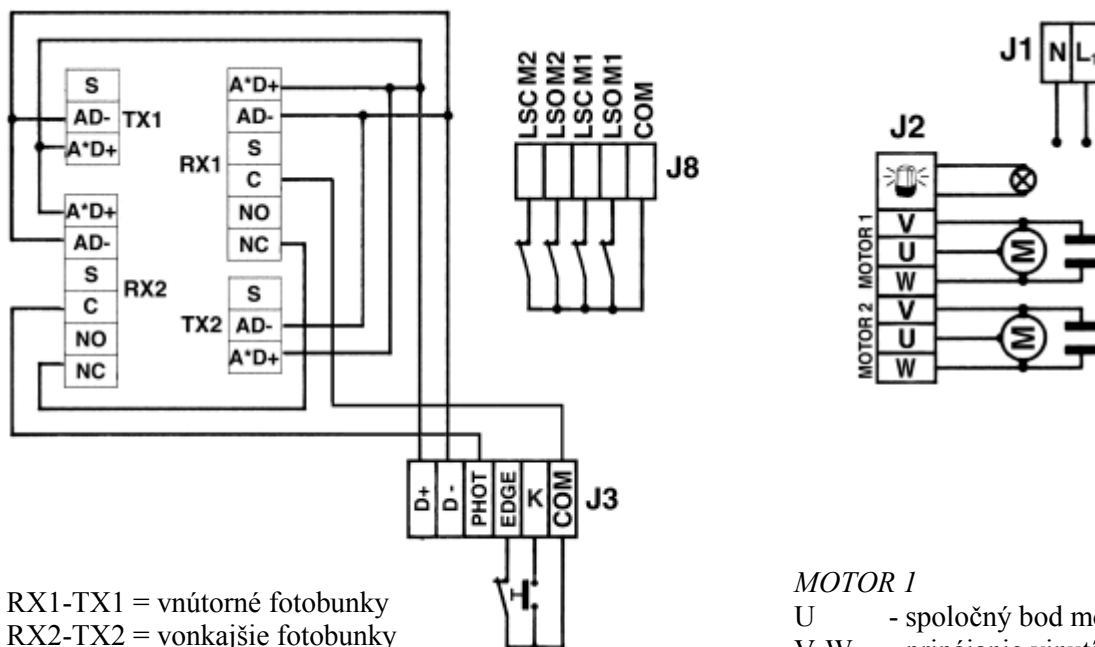 S
AD-
A*D+
TX1
A*D+
AD-
S
C
NO
NC
RX2
A*D+
AD-
S
C
NO
NC
RX1
S
AD-
A*D+
TX2
LSC M2
LSO M2
LSC M1
LSO M1
COM
J8
J1 N L1
J2
MOTOR 1
V
U
W
M
MOTOR 2
V
U
W
M
D+
D -
PHOT
EDGE
K
COM
J3
RX1-TX1 = vnútorné fotobunky
RX2-TX2 = vonkajšie fotobunky
MOTOR 1
U - spoločný bod